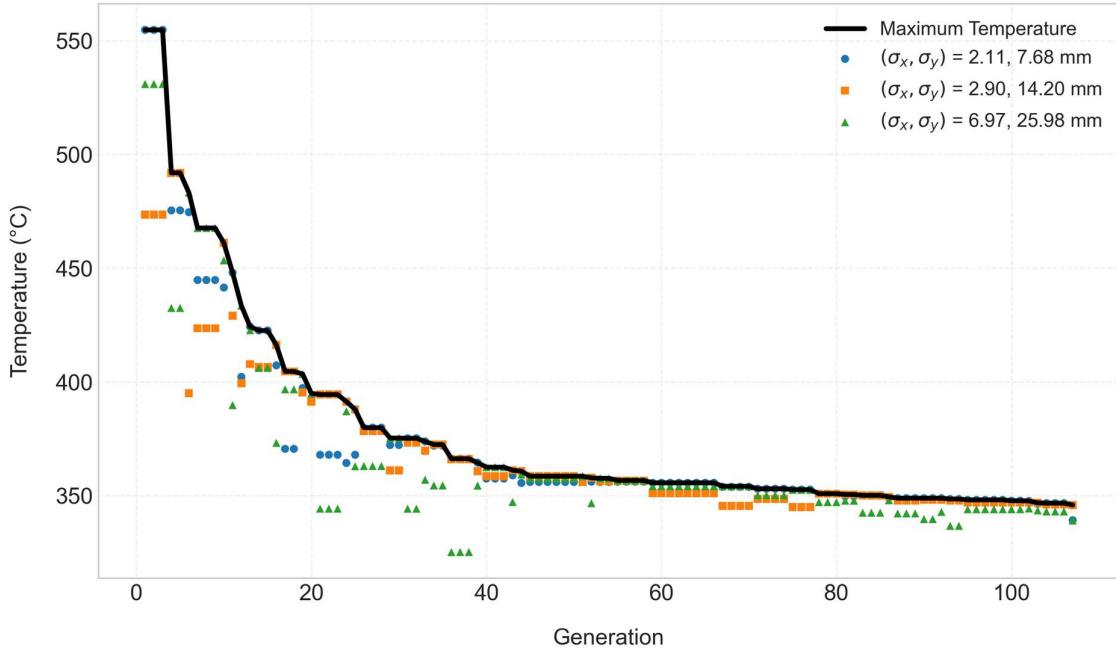 Maximum Temperature
(σx, σy) = 2.11, 7.68 mm
(σx, σy) = 2.90, 14.20 mm
(σx, σy) = 6.97, 25.98 mm
Temperature (°C)
550
500
450
400
350
0 20 40 60 80 100
Generation